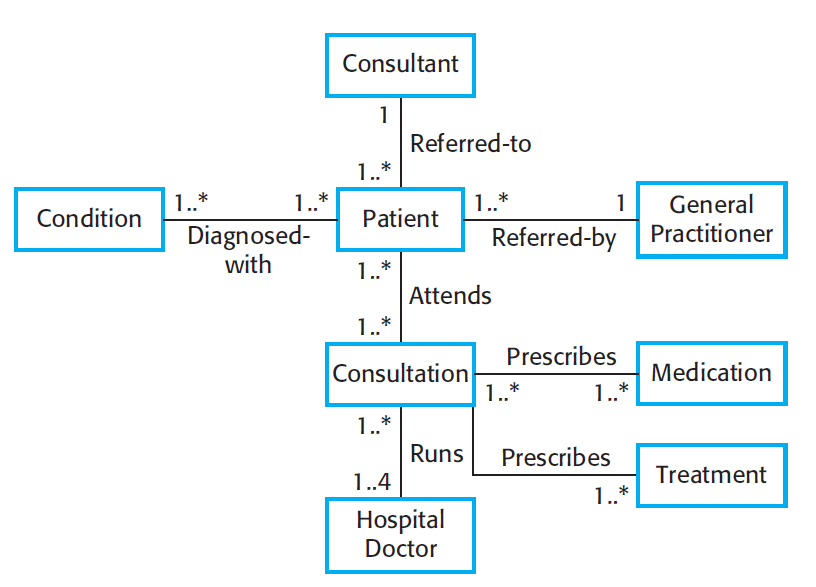 Consultant
1
Referred-to
1..*
Condition
1..*
Diagnosed-
with
1..*
Patient
1..*
Referred-by
1
General
Practitioner
1..*
Attends
1..*
Consultation
Prescribes
1..*
1..*
Medication
1..*
Runs
1..4
Prescribes
1..*
Treatment
Hospital
Doctor